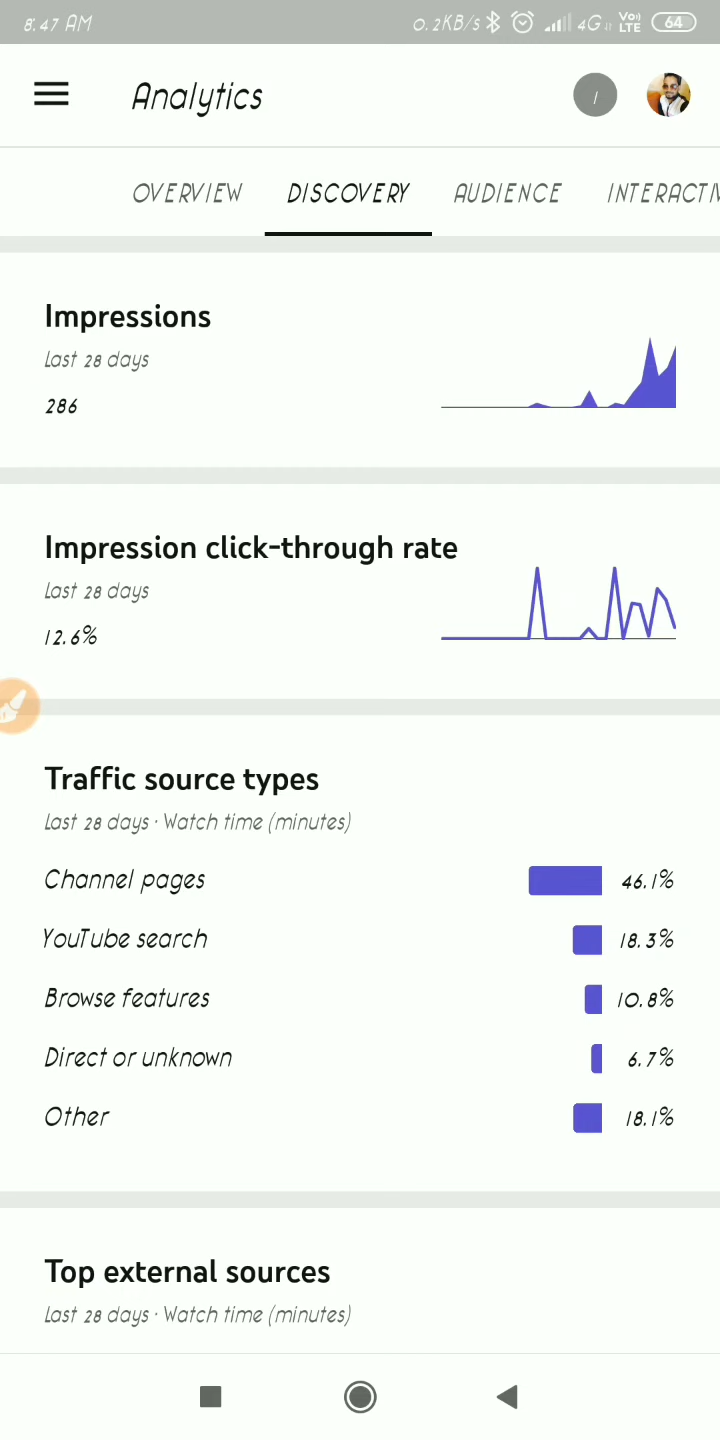 8:47 AM 0.2KB/s 4G Vo)) LTE 64
Analytics
OVERVIEW DISCOVERY AUDIENCE INTERACTIV
Impressions
Last 28 days
286
Impression click-through rate
Last 28 days
12.6%
Traffic source types
Last 28 days · Watch time (minutes)
Channel pages 46.1%
YouTube search 18.3%
Browse features 10.8%
Direct or unknown 6.7%
Other 18.1%
Top external sources
Last 28 days · Watch time (minutes)